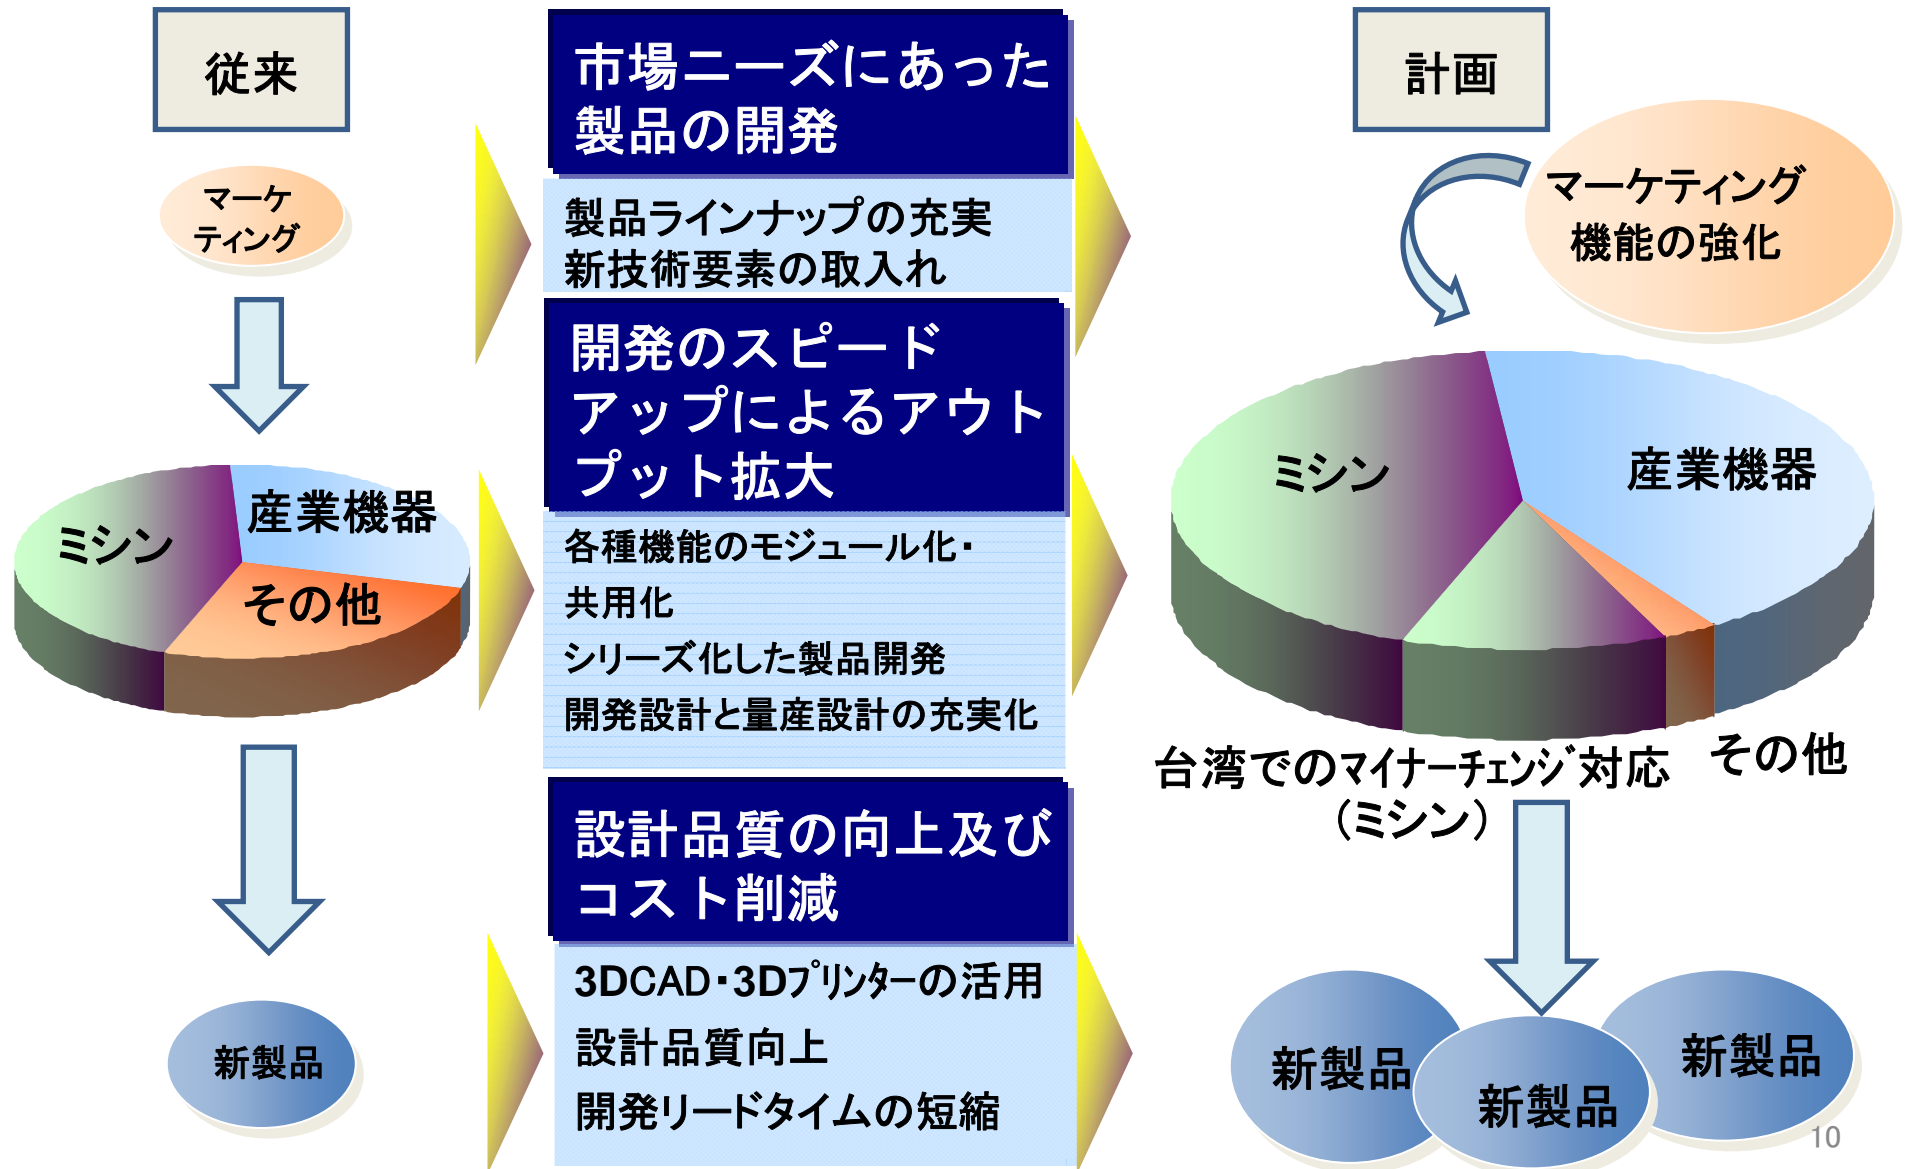 従来
マーケ
ティング
ミシン
産業機器
その他
新製品
市場ニーズにあった
製品の開発
製品ラインナップの充実
新技術要素の取入れ
開発のスピード
アップによるアウト
プット拡大
各種機能のモジュール化・
共用化
シリーズ化した製品開発
開発設計と量産設計の充実化
設計品質の向上及び
コスト削減
3DCAD・3Dﾌﾟﾘﾝﾀｰの活用
設計品質向上
開発リードタイムの短縮
計画
マーケティング
機能の強化
ミシン
産業機器
台湾でのﾏｲﾅｰﾁｪﾝｼﾞ対応
（ミシン）
その他
新製品
新製品
新製品
10